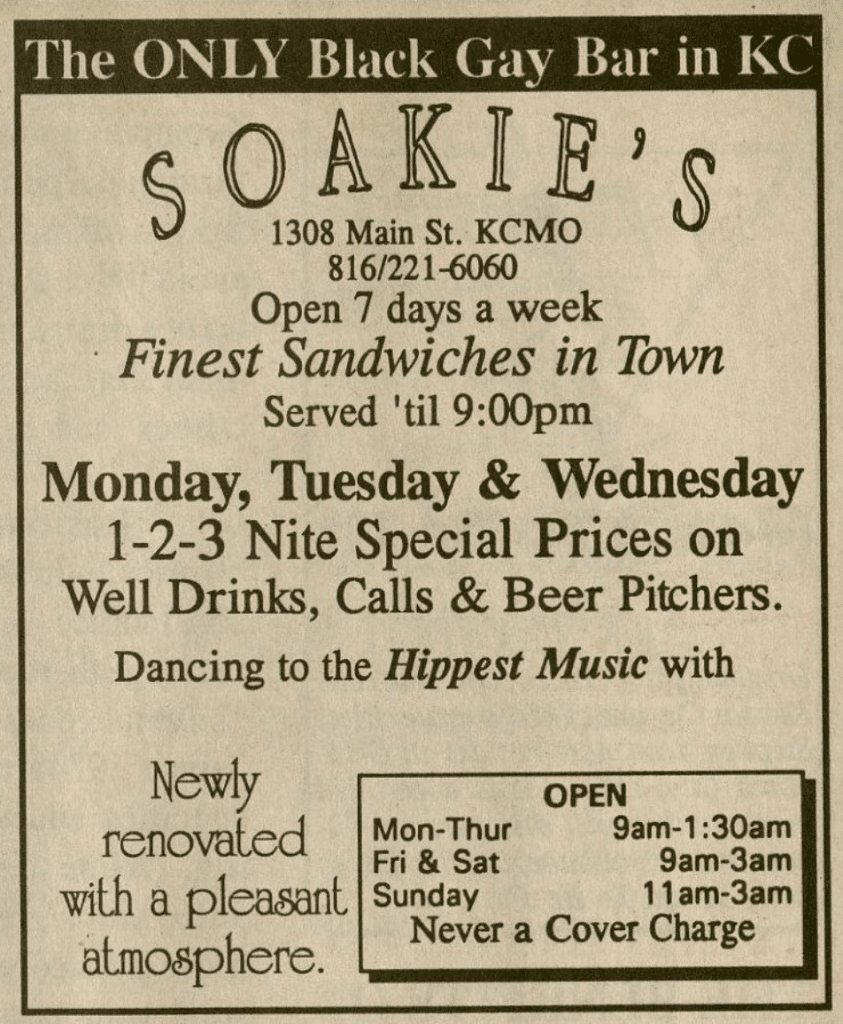 The ONLY Black Gay Bar in KC
SOAKIE's
1308 Main St. KCMO
816/221-6060
Open 7 days a week
Finest Sandwiches in Town
Served 'til 9:00pm
Monday, Tuesday & Wednesday
1-2-3 Nite Special Prices on
Well Drinks, Calls & Beer Pitchers.
Dancing to the Hippest Music with
Newly
renovated
with a pleasant
atmosphere.
OPEN
Mon-Thur 9am-1:30am
Fri & Sat 9am-3am
Sunday 11am-3am
Never a Cover Charge